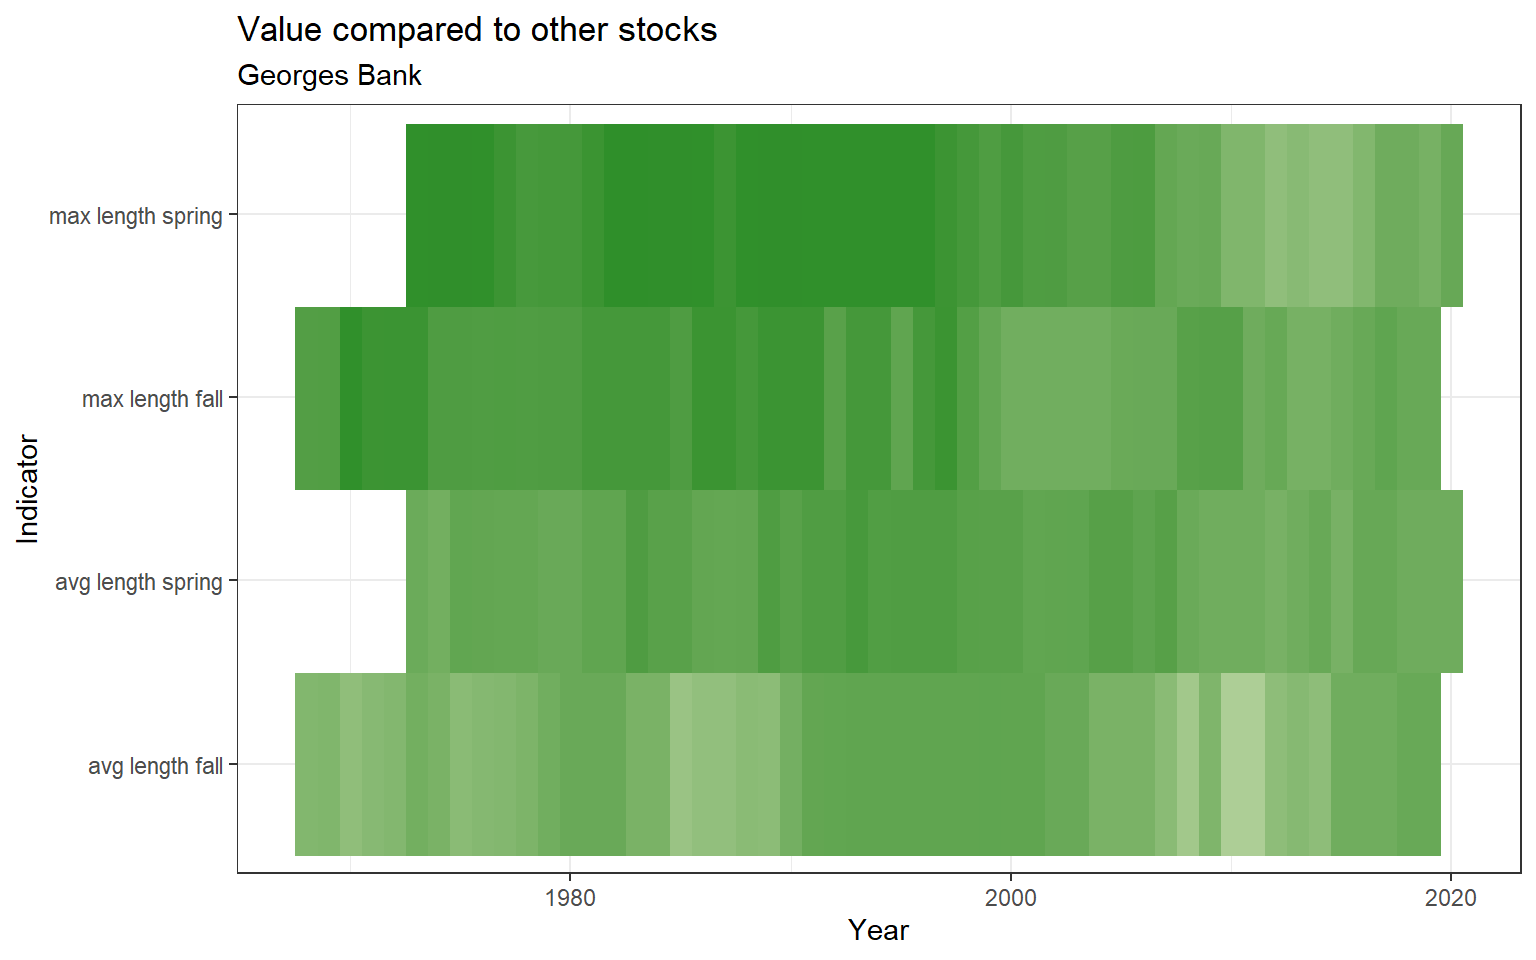 Value compared to other stocks
Georges Bank
max length spring
max length fall
avg length spring
avg length fall
Indicator
1980
2000
2020
Year